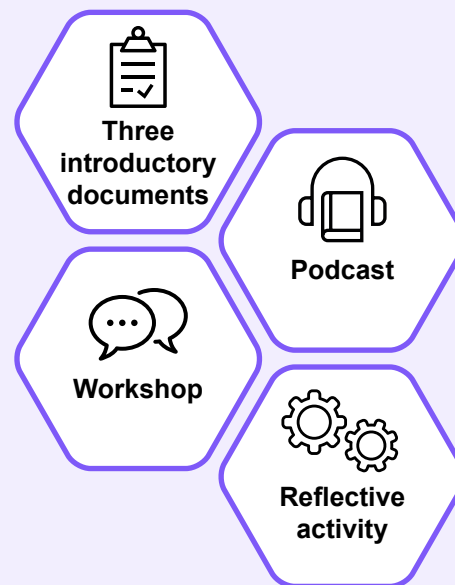 Three
introductory
documents
Podcast
Workshop
Reflective
activity